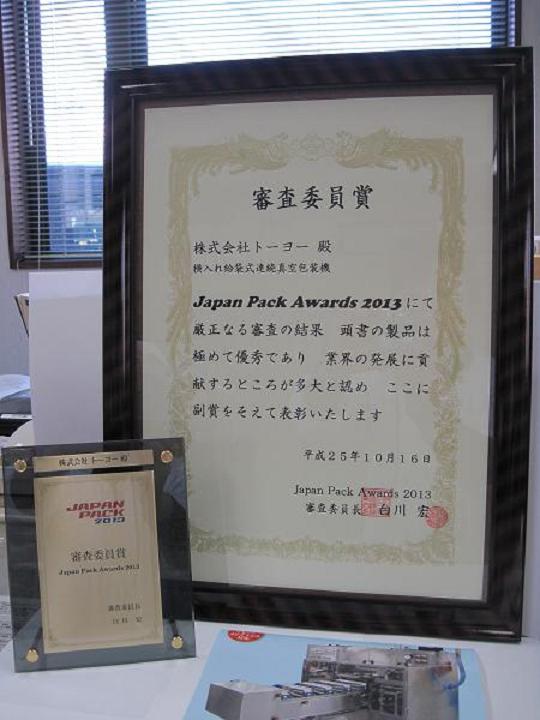 審査委員賞
株式会社トーヨー 殿
横入れ給袋式連続真空包装機
Japan Pack Awards 2013 にて
厳正なる審査の結果 頭書の製品は
極めて優秀であり 業界の発展に貢
献するところが多大と認め ここに
副賞をそえて表彰いたします
平成25年10月16日
Japan Pack Awards 2013
審査委員長 白川 宏
株式会社トーヨー 殿
JAPAN
PACK
2013
審査委員賞
Japan Pack Awards 2013
審査委員長